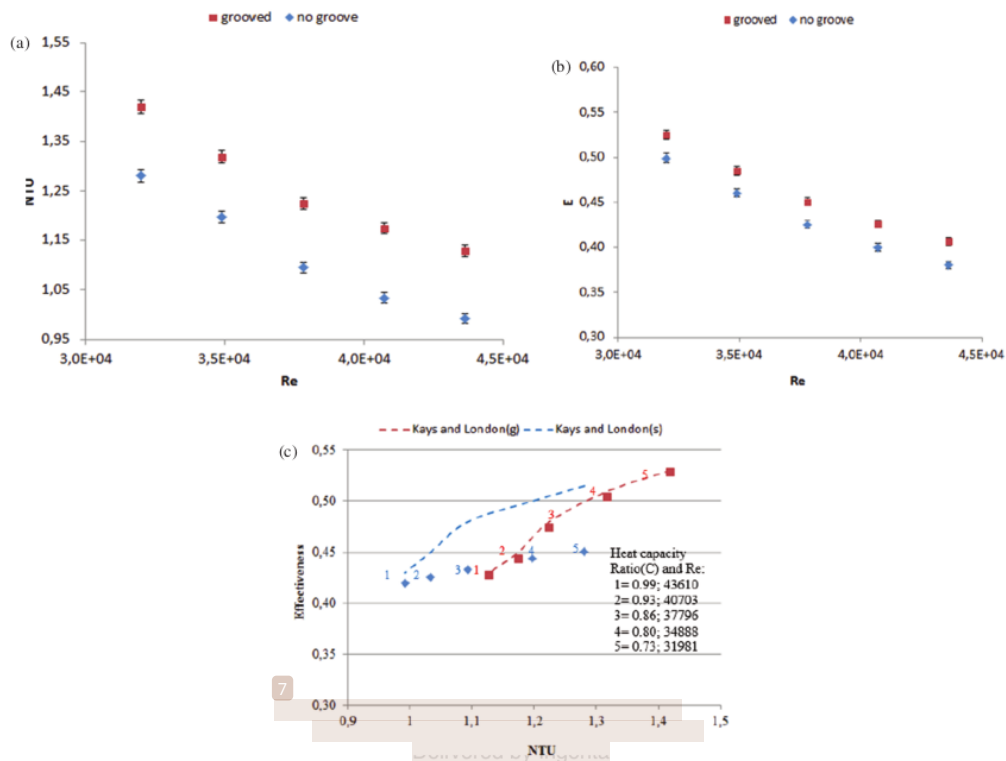 grooved no groove
(a)
1,55
1,45
1,35
1,25
1,15
1,05
0,95
NTU
3,0E+04 3,5E+04 4,0E+04 4,5E+04
Re
grooved no groove
(b)
0,60
0,55
0,50
0,45
0,40
0,35
0,30
E
3,0E+04 3,5E+04 4,0E+04 4,5E+04
Re
Kays and London(g) Kays and London(s)
(c)
0,55
0,50
0,45
0,40
0,35
0,30
Effectiveness
1 2 3 4 5
1 2 3 4 5
Heat capacity
Ratio(C) and Re:
1= 0.99; 43610
2= 0.93; 40703
3= 0.86; 37796
4= 0.80; 34888
5= 0.73; 31981
7
0,9 1 1,1 1,2 1,3 1,4 1,5
NTU
Delivered by